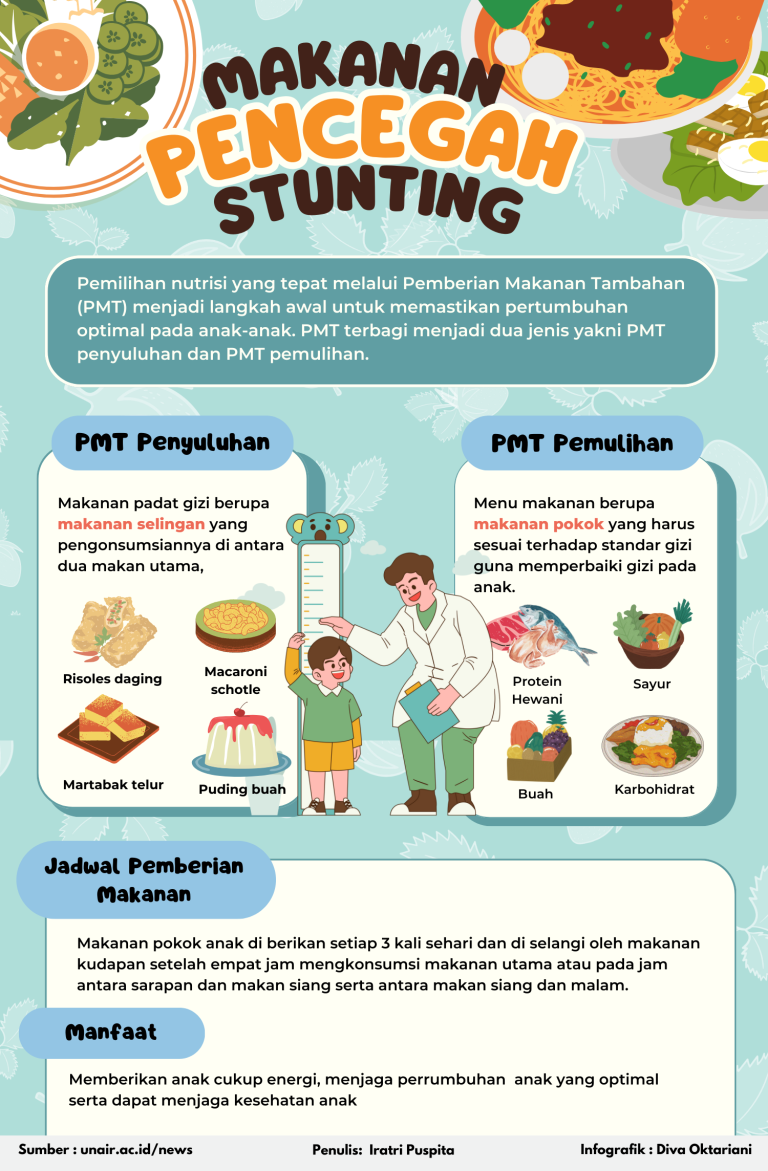 MAKANAN
PENCEGAH
STUNTING
Pemilihan nutrisi yang tepat melalui Pemberian Makanan Tambahan
(PMT) menjadi langkah awal untuk memastikan pertumbuhan
optimal pada anak-anak. PMT terbagi menjadi dua jenis yakni PMT
penyuluhan dan PMT pemulihan.
PMT Penyuluhan
Makanan padat gizi berupa
makanan selingan yang
pengonsumsiannya di antara
dua makan utama,
Risoles daging
Macaroni
schotle
Martabak telur
Puding buah
PMT Pemulihan
Menu makanan berupa
makanan pokok yang harus
sesuai terhadap standar gizi
guna memperbaiki gizi pada
anak.
Protein
Hewani
Sayur
Buah
Karbohidrat
Jadwal Pemberian
Makanan
Makanan pokok anak di berikan setiap 3 kali sehari dan di selangi oleh makanan
kudapan setelah empat jam mengkonsumsi makanan utama atau pada jam
antara sarapan dan makan siang serta antara makan siang dan malam.
Manfaat
Memberikan anak cukup energi, menjaga perrumbuhan  anak yang optimal
serta dapat menjaga kesehatan anak
Sumber : unair.ac.id/news
Penulis:  Iratri Puspita
Infografik : Diva Oktariani